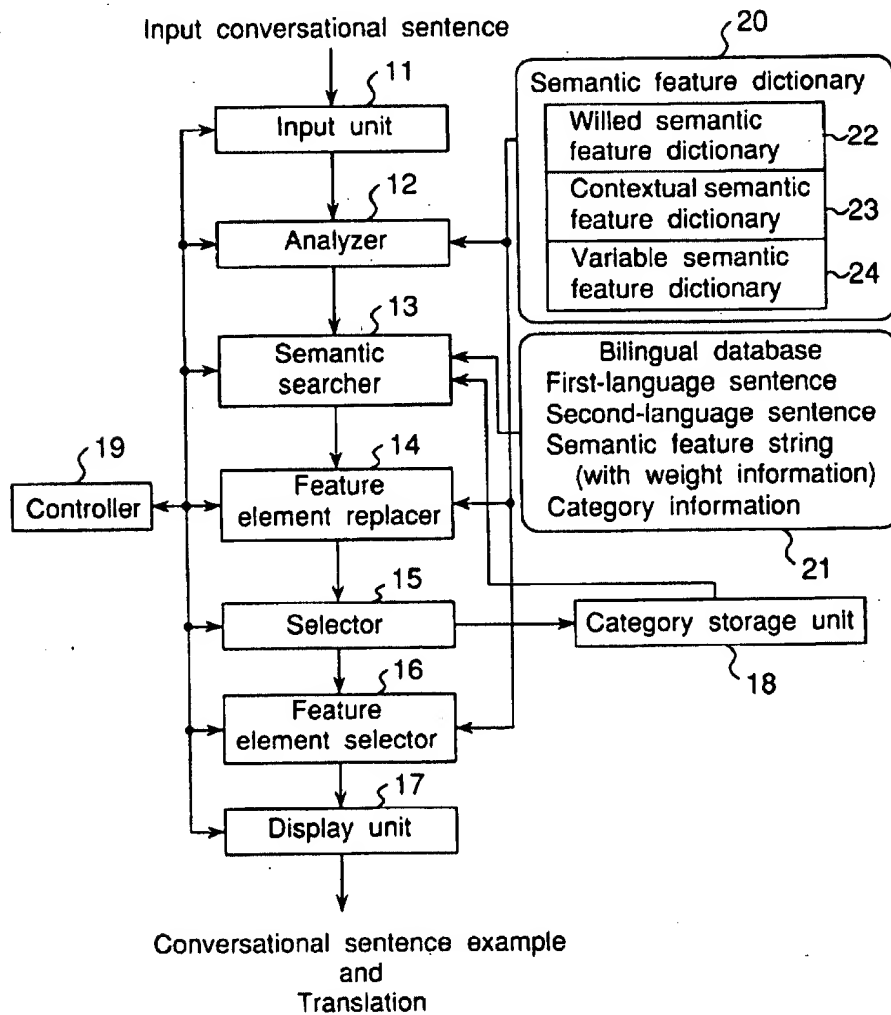 Input conversational sentence
11
Input unit
12
Analyzer
13
Semantic
searcher
14
Feature
element replacer
15
Selector
16
Feature
element selector
17
Display unit
Conversational sentence example
and
Translation
19
Controller
20
Semantic feature dictionary
Willed semantic
feature dictionary
22
Contextual semantic
feature dictionary
23
Variable semantic
feature dictionary
24
Bilingual database
First-language sentence
Second-language sentence
Semantic feature string
(with weight information)
Category information
21
Category storage unit
18